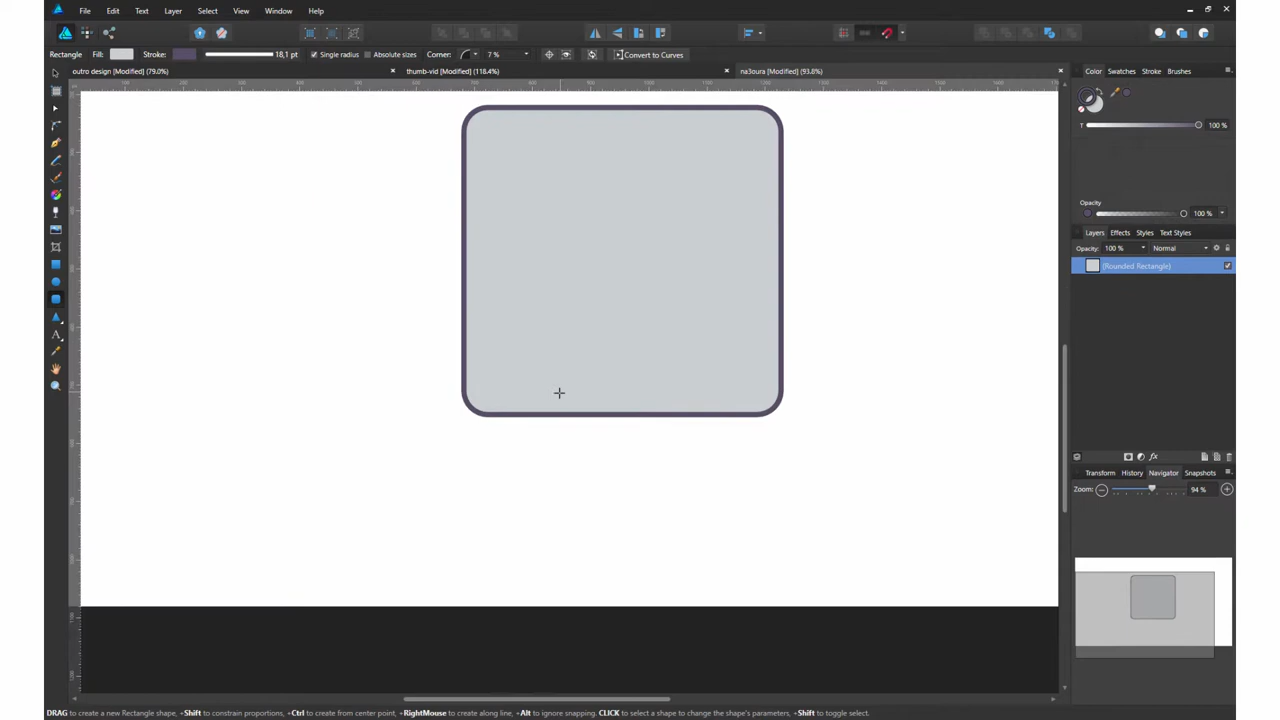 File Edit Text Layer Select View Window Help
Rectangle Fill: Stroke: 18,1 pt Single radius Absolute sizes Corner: 7 % Convert to Curves
outro design [Modified] (79.0%) thumb-vid [Modified] (118.4%) na3oura [Modified] (93.8%)
Color Swatches Stroke Brushes
T 100 %
Opacity
100 %
Layers Effects Styles Text Styles
Opacity: 100 % Normal
(Rounded Rectangle)
fx
Transform History Navigator Snapshots
Zoom: 94 %
DRAG to create a new Rectangle shape, +Shift to constrain proportions, +Ctrl to create from center point, +RightMouse to create along line, +Alt to ignore snapping. CLICK to select a shape to change the shape's parameters, +Shift to toggle select.